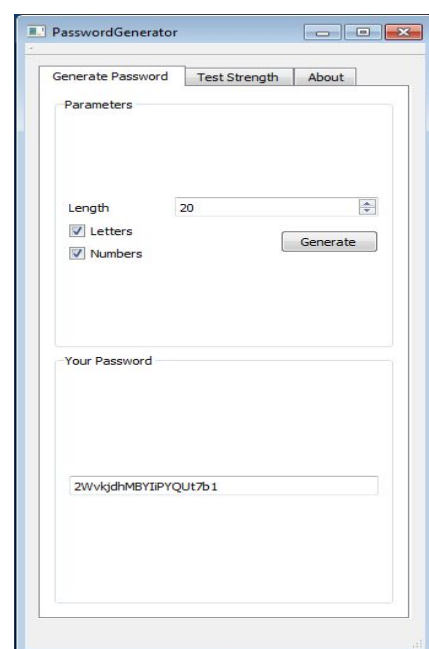 PasswordGenerator
Generate Password Test Strength About
Parameters
Length 20
Letters
Generate
Numbers
Your Password
2WvkjdhMBYIiPYQUt7b1